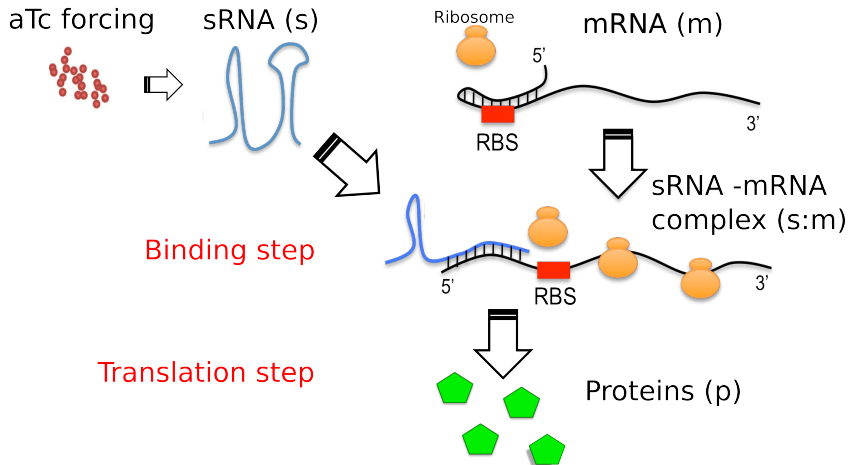 aTc forcing
sRNA (s)
Ribosome
mRNA (m)
5’
3’
RBS
sRNA -mRNA
complex (s:m)
Binding step
5’
RBS
3’
Translation step
Proteins (p)